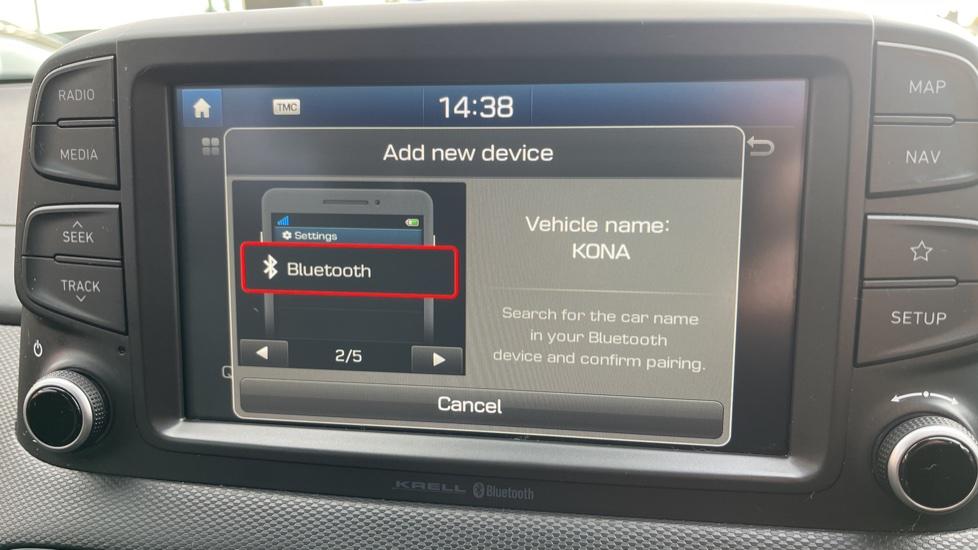 RADIO
MEDIA
SEEK
TRACK
TMC
14:38
Add new device
Settings
Bluetooth
2/5
Vehicle name:
KONA
Search for the car name
in your Bluetooth
device and confirm pairing.
Cancel
MAP
NAV
SETUP
KRELL Bluetooth